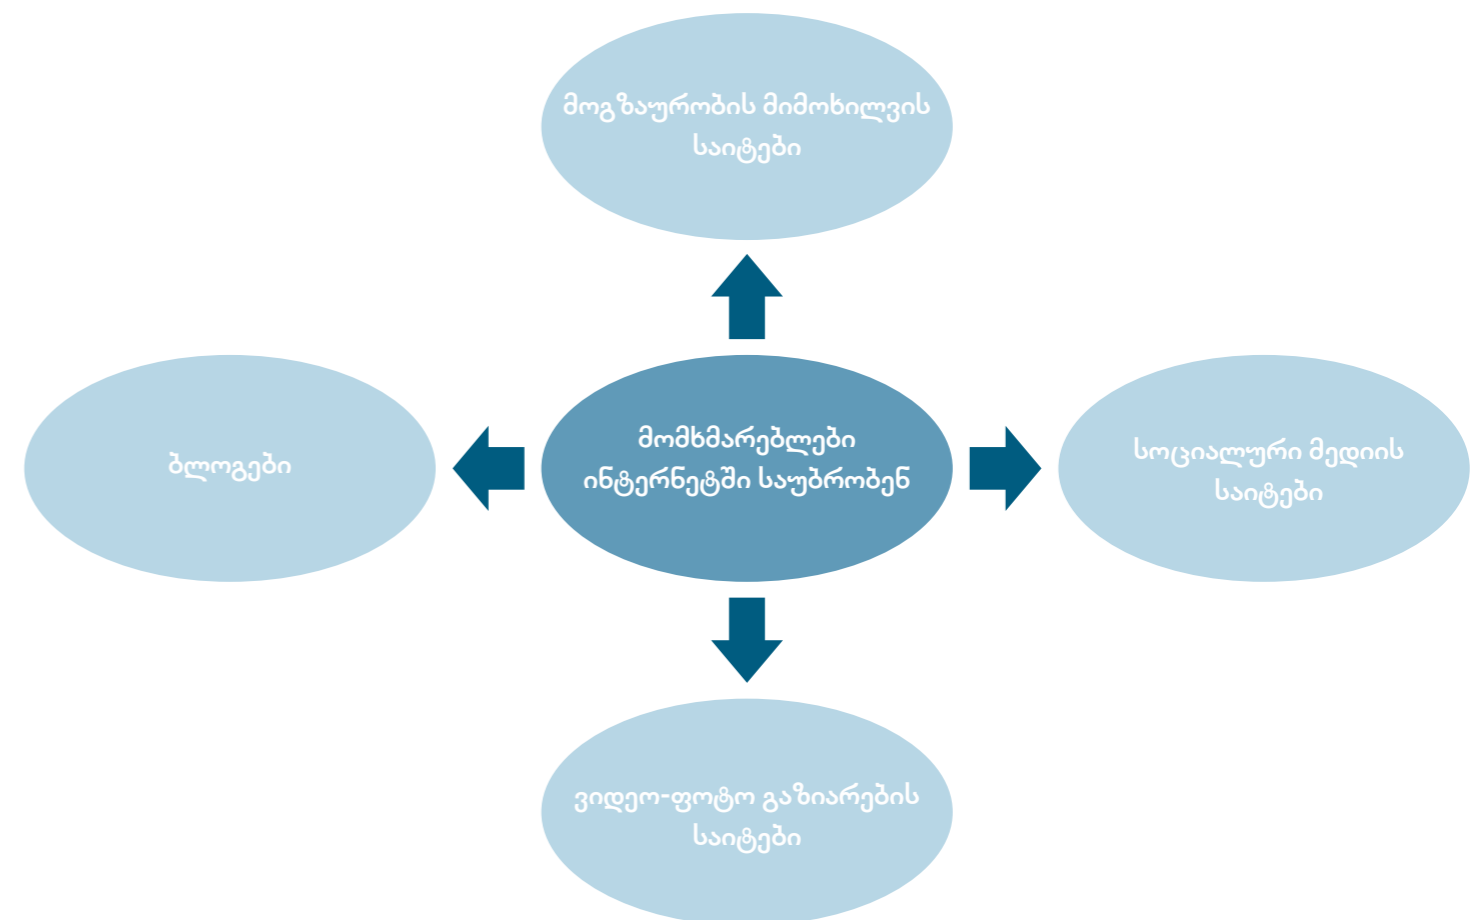 მოგზაურობის მიმოხილვის
საიტები
მომხმარებლები
ინტერნეტში საუბრობენ
ბლოგები
სოციალური მედიის
საიტები
ვიდეო-ფოტო გაზიარების
საიტები